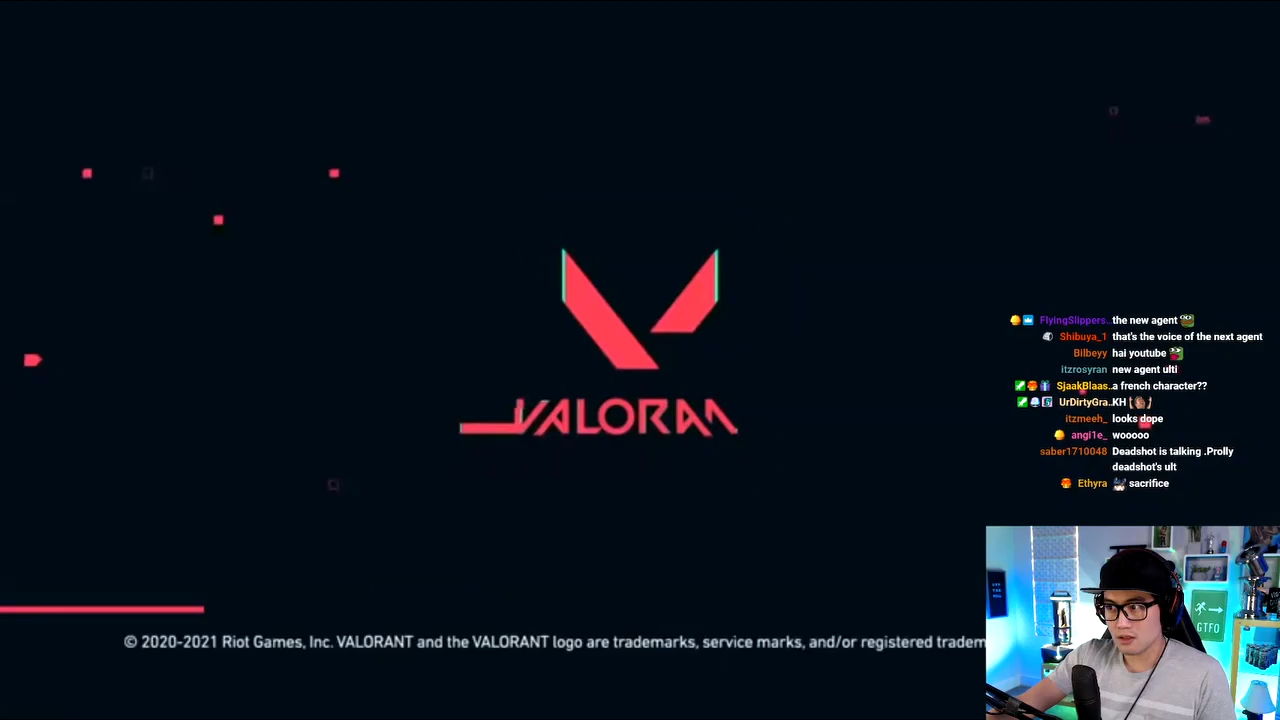 VALORAN
FlyingSlippers.. the new agent
Shibuya_1 that's the voice of the next agent
Bilbeyy hai youtube
itzrosyran new agent ulti
SjaakBlaas.. a french character??
UrDirtyGra.. KH
itzmeeh_ looks dope
angi1e_ wooooo
saber1710048 Deadshot is talking .Prolly
deadshot's ult
Ethyra sacrifice
GTFO
© 2020-2021 Riot Games, Inc. VALORANT and the VALORANT logo are trademarks, service marks, and/or registered tradem